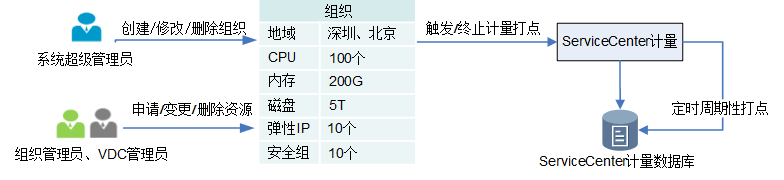 创建/修改/删除组织
系统超级管理员
申请/变更/删除资源
组织管理员、VDC管理员
组织
地域 深圳、北京
CPU 100个
内存 200G
磁盘 5T
弹性IP 10个
安全组 10个
触发/终止计量打点
ServiceCenter计量
定时周期性打点
ServiceCenter计量数据库